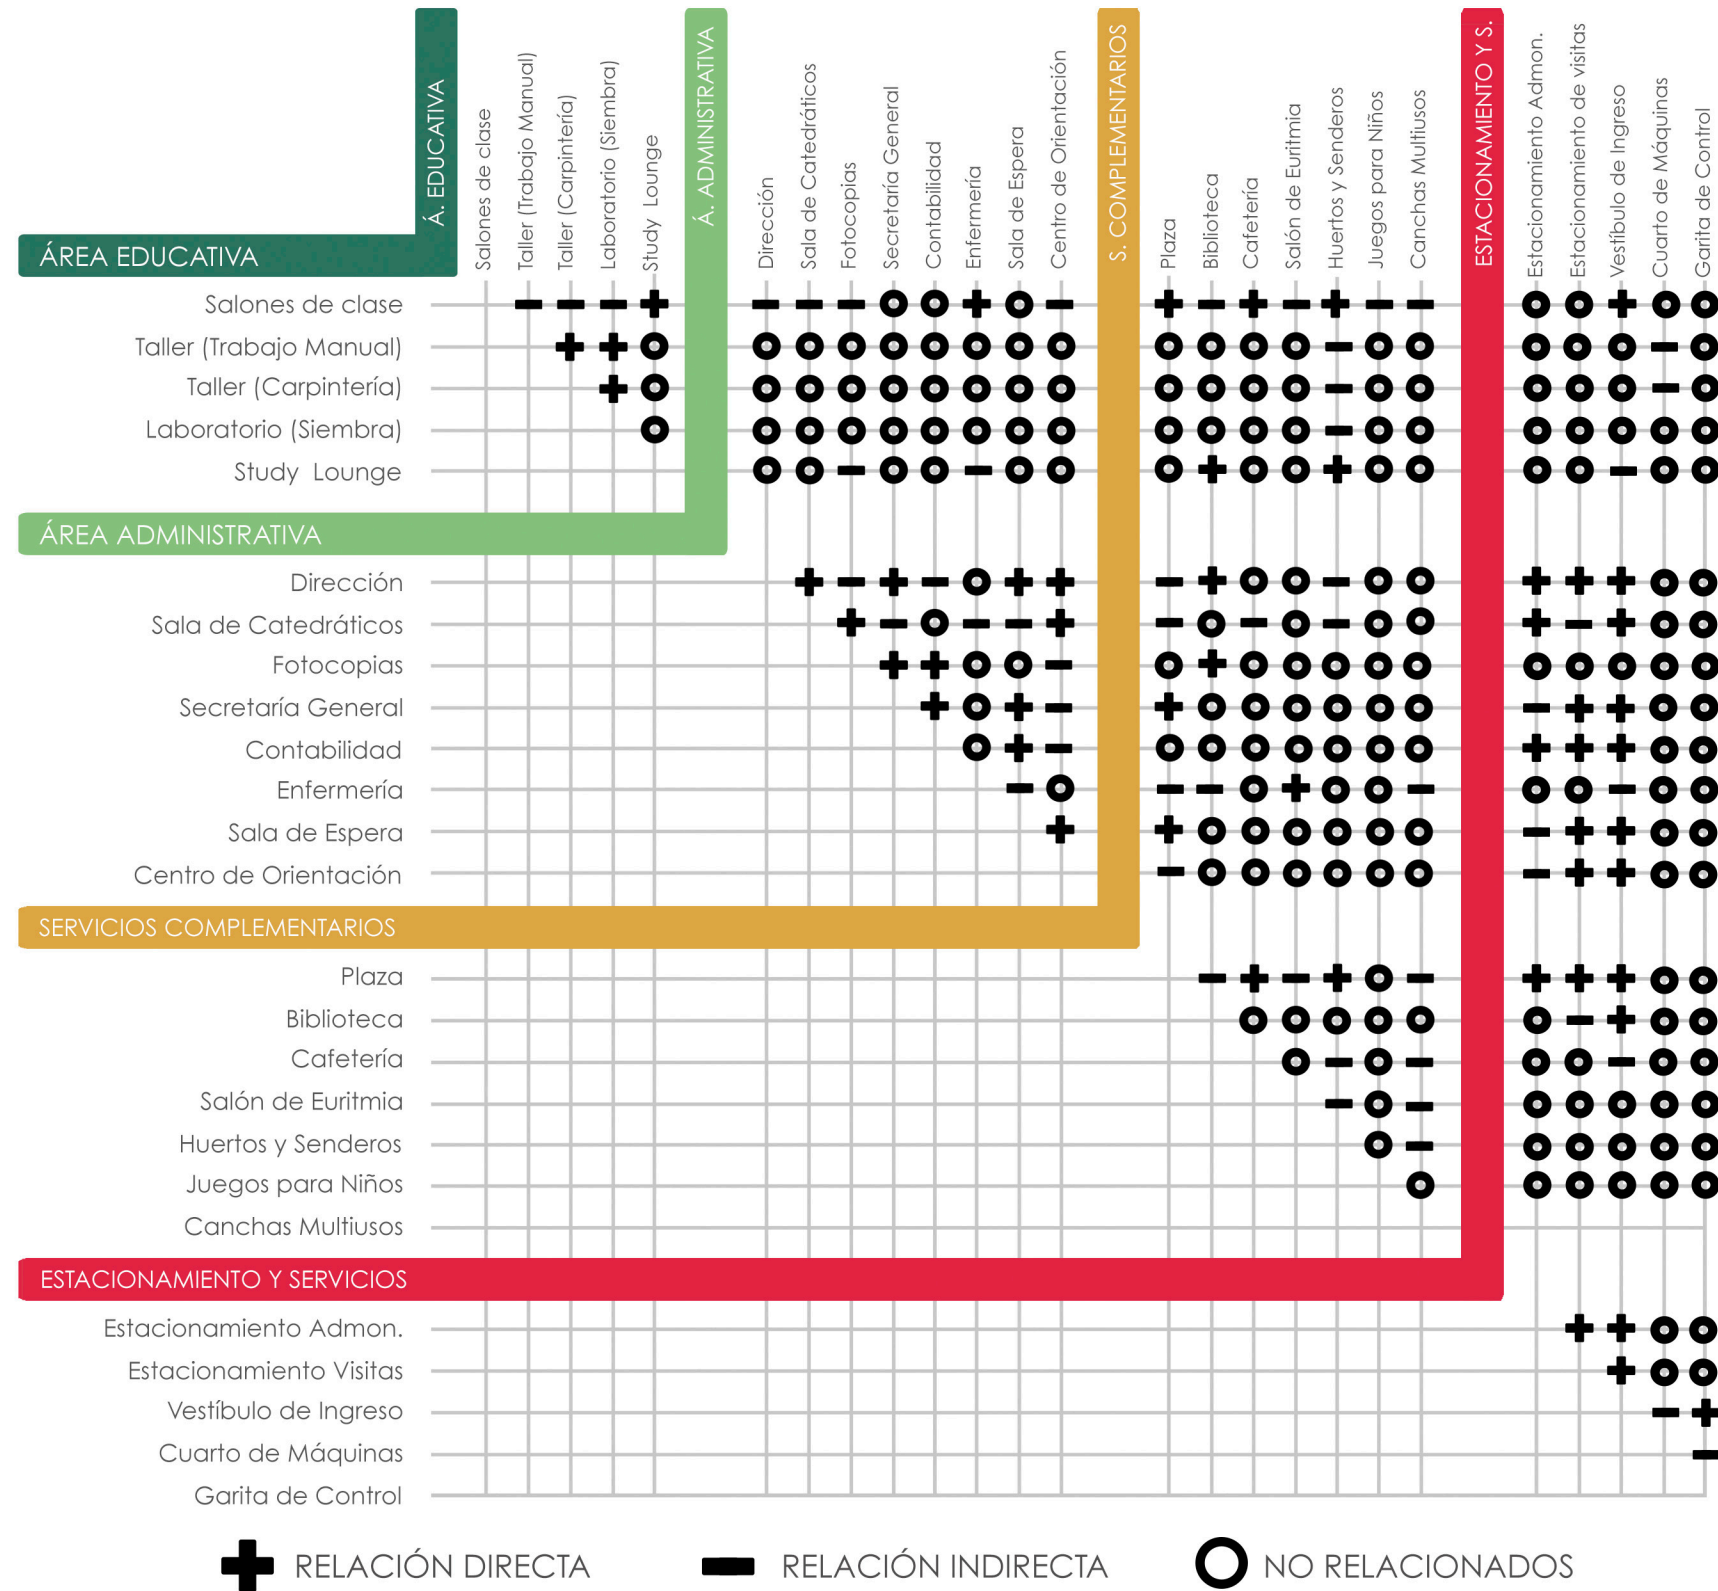 Á. EDUCATIVA
Salones de clase
Taller (Trabajo Manual)
Taller (Carpintería)
Laboratorio (Siembra)
Study Lounge
Á. ADMINISTRATIVA
Dirección
Sala de Catedráticos
Fotocopias
Secretaría General
Contabilidad
Enfermería
Sala de Espera
Centro de Orientación
S. COMPLEMENTARIOS
Plaza
Biblioteca
Cafetería
Salón de Euritmia
Huertos y Senderos
Juegos para Niños
Canchas Multiusos
ESTACIONAMIENTO Y S.
Estacionamiento Admon.
Estacionamiento de visitas
Vestíbulo de Ingreso
Cuarto de Máquinas
Garita de Control
ÁREA EDUCATIVA
Salones de clase
Taller (Trabajo Manual)
Taller (Carpintería)
Laboratorio (Siembra)
Study Lounge
ÁREA ADMINISTRATIVA
Dirección
Sala de Catedráticos
Fotocopias
Secretaría General
Contabilidad
Enfermería
Sala de Espera
Centro de Orientación
SERVICIOS COMPLEMENTARIOS
Plaza
Biblioteca
Cafetería
Salón de Euritmia
Huertos y Senderos
Juegos para Niños
Canchas Multiusos
ESTACIONAMIENTO Y SERVICIOS
Estacionamiento Admon.
Estacionamiento Visitas
Vestíbulo de Ingreso
Cuarto de Máquinas
Garita de Control
RELACIÓN DIRECTA
RELACIÓN INDIRECTA
NO RELACIONADOS